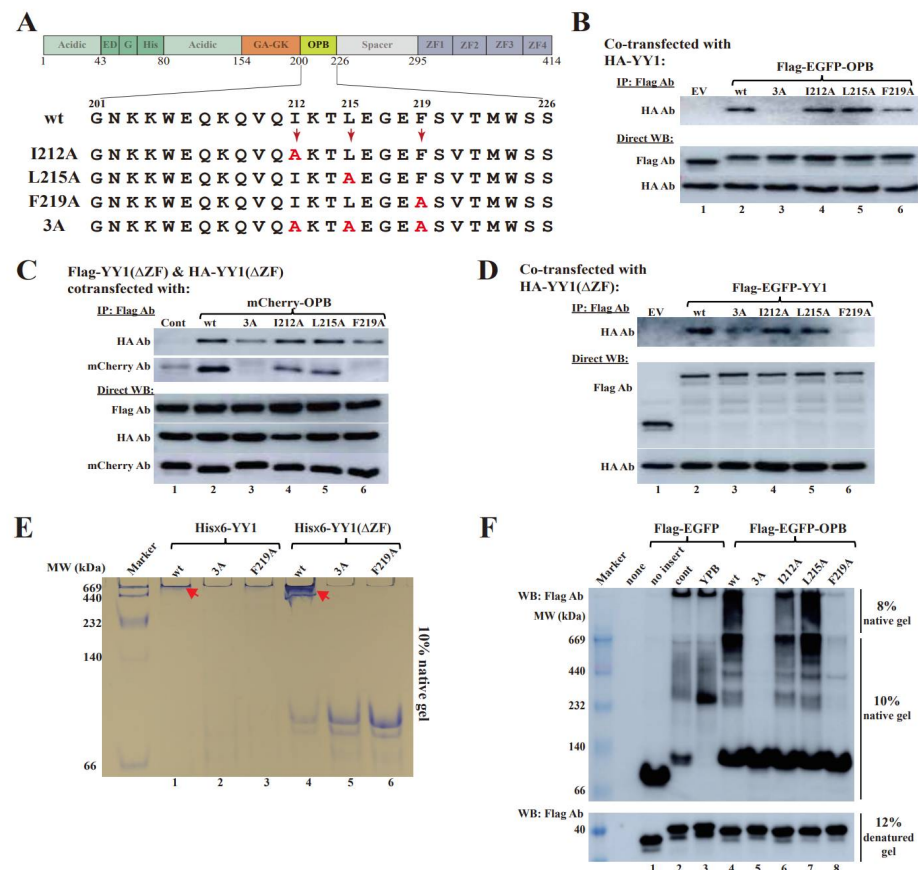 A
Acidic ED G His Acidic GA-GK OPB Spacer ZF1 ZF2 ZF3 ZF4
1 43 80 154 200 226 295 414
201 212 215 219 226
wt G N K K W E Q K Q V Q I K T L E G E F S V T M W S S
I212A G N K K W E Q K Q V Q A K T L E G E F S V T M W S S
L215A G N K K W E Q K Q V Q I K T A E G E F S V T M W S S
F219A G N K K W E Q K Q V Q I K T L E G E A S V T M W S S
3A G N K K W E Q K Q V Q A K T A E G E A S V T M W S S
B
Co-transfected with
HA-YY1:
Flag-EGFP-OPB
IP: Flag Ab EV wt 3A I212A L215A F219A
HA Ab
Direct WB:
Flag Ab
HA Ab
1 2 3 4 5 6
C
Flag-YY1(ΔZF) & HA-YY1(ΔZF)
cotransfected with:
mCherry-OPB
IP: Flag Ab Cont wt 3A I212A L215A F219A
HA Ab
mCherry Ab
Direct WB:
Flag Ab
HA Ab
mCherry Ab
1 2 3 4 5 6
D
Co-transfected with
HA-YY1(ΔZF):
Flag-EGFP-YY1
IP: Flag Ab EV wt 3A I212A L215A F219A
HA Ab
Direct WB:
Flag Ab
HA Ab
1 2 3 4 5 6
E
Hisx6-YY1 Hisx6-YY1(ΔZF)
MW (kDa) Marker wt 3A F219A wt 3A F219A
669
440
232
140
66
10% native gel
1 2 3 4 5 6
F
Flag-EGFP Flag-EGFP-OPB
Marker none no insert cont YPB wt 3A I212A L215A F219A
WB: Flag Ab
MW (kDa)
669
440
232
140
66
8%
native gel
10%
native gel
WB: Flag Ab
40
12%
denatured
gel
1 2 3 4 5 6 7 8